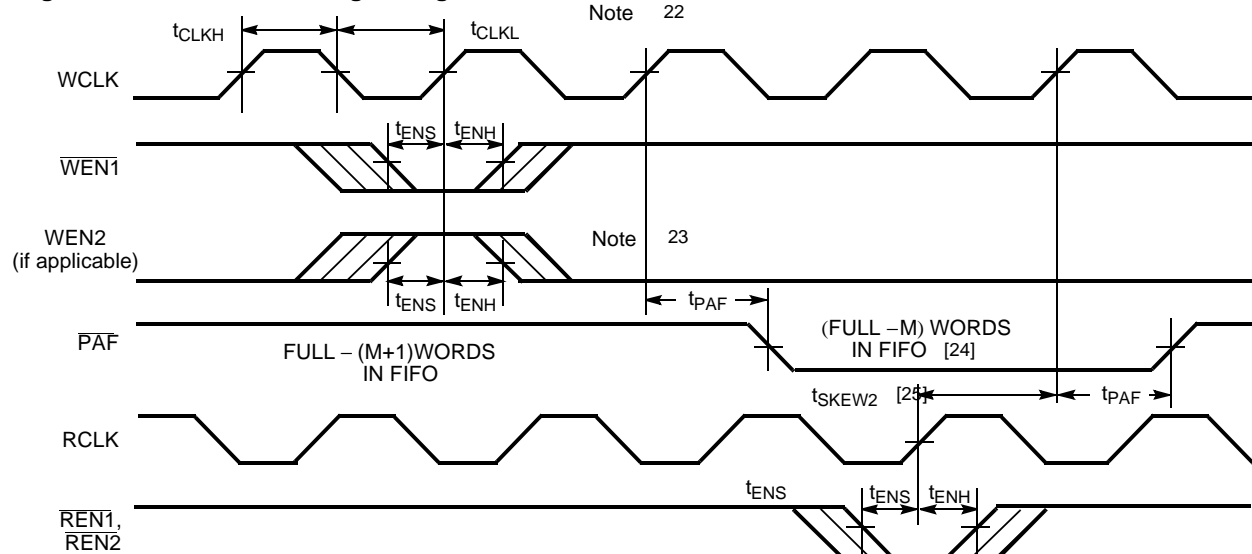 Note 22
tCLKH tCLKL
WCLK
tENS tENH
WEN1
WEN2
(if applicable)
Note 23
tENS tENH
tPAF
PAF
FULL – (M+1)WORDS
IN FIFO
(FULL –M) WORDS
IN FIFO [24]
tSKEW2 [25]
tPAF
RCLK
tENS tENS tENH
REN1,
REN2